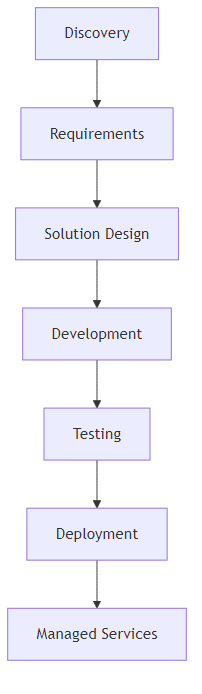 Discovery
Requirements
Solution Design
Development
Testing
Deployment
Managed Services